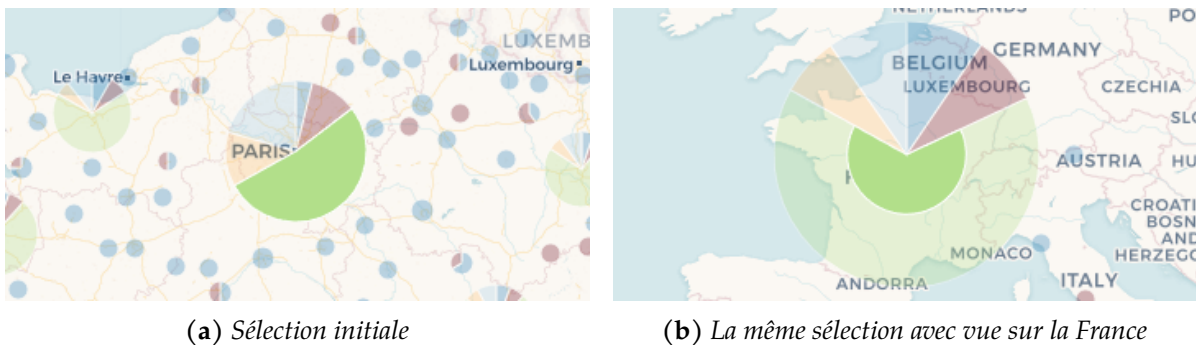 LUXEMB
Le Havre
Luxembourg
PARIS
NETHERLANDS
PO
BELGIUM
GERMANY
LUXEMBOURG
CZECHIA
SLO
AUSTRIA
HU
CROATI
BOSN
AND
HERZEGO
MONACO
ANDORRA
ITALY
(a) Sélection initiale
(b) La même sélection avec vue sur la France